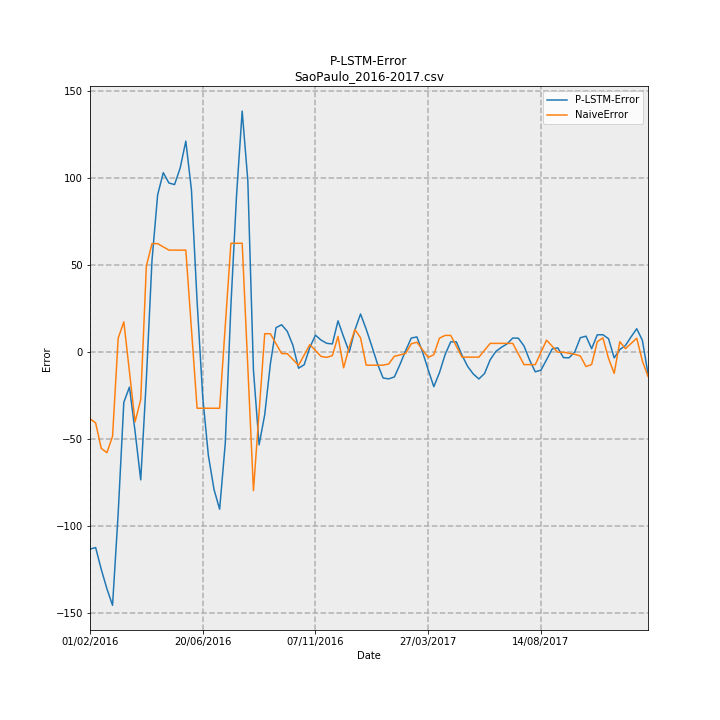 P-LSTM-Error
SaoPaulo_2016-2017.csv
P-LSTM-Error
NaiveError
150
100
50
0
−50
−100
−150
Error
01/02/2016
20/06/2016
07/11/2016
27/03/2017
14/08/2017
Date